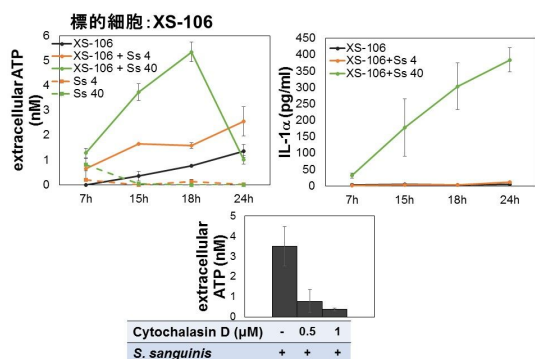 標的細胞:XS-106
extracellular ATP
(nM)
6
5
4
3
2
1
0
XS-106
XS-106 + Ss 4
XS-106 + Ss 40
Ss 4
Ss 40
7h 15h 18h 24h
IL-1α (pg/ml)
450
400
350
300
250
200
150
100
50
0
XS-106
XS-106+Ss 4
XS-106+Ss 40
7h 15h 18h 24h
extracellular
ATP (nM)
5
4
3
2
1
0
Cytochalasin D (μM) - 0.5 1
S. sanguinis + + +